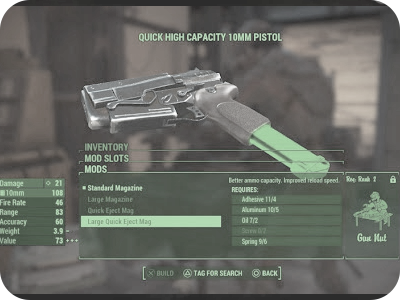 QUICK HIGH CAPACITY 10MM PISTOL
INVENTORY
MOD SLOTS
MODS
Better ammo capacity. Improved reload speed.
Req. Rank 2
Damage 21
10mm 108
Fire Rate 46
Range 83
Accuracy 60
Weight 3.9
Value 73
Standard Magazine
Large Magazine
Quick Eject Mag
Large Quick Eject Mag
REQUIRES:
Adhesive 11/4
Aluminum 10/5
Oil 7/2
Screw
Spring 9/6
Gun Nut
BUILD
TAG FOR SEARCH
BACK